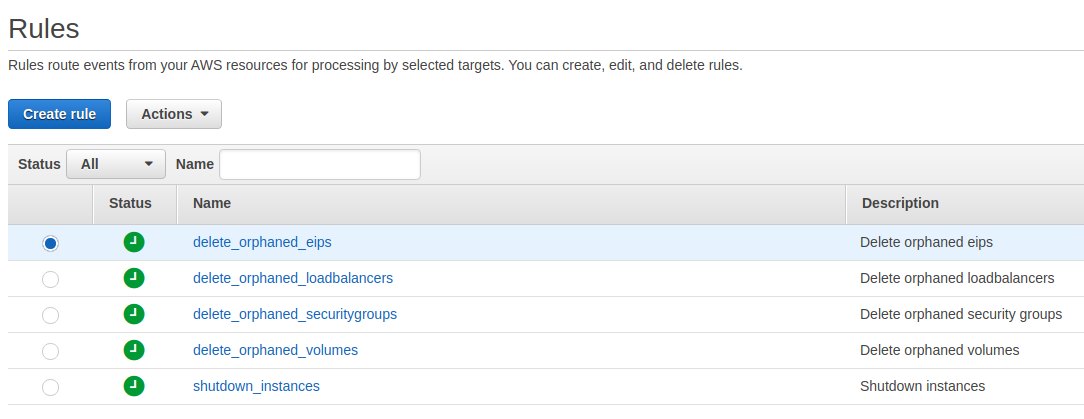 Rules
Rules route events from your AWS resources for processing by selected targets. You can create, edit, and delete rules.
Create rule Actions
Status All Name
Status Name Description
delete_orphaned_eips Delete orphaned eips
delete_orphaned_loadbalancers Delete orphaned loadbalancers
delete_orphaned_securitygroups Delete orphaned security groups
delete_orphaned_volumes Delete orphaned volumes
shutdown_instances Shutdown instances